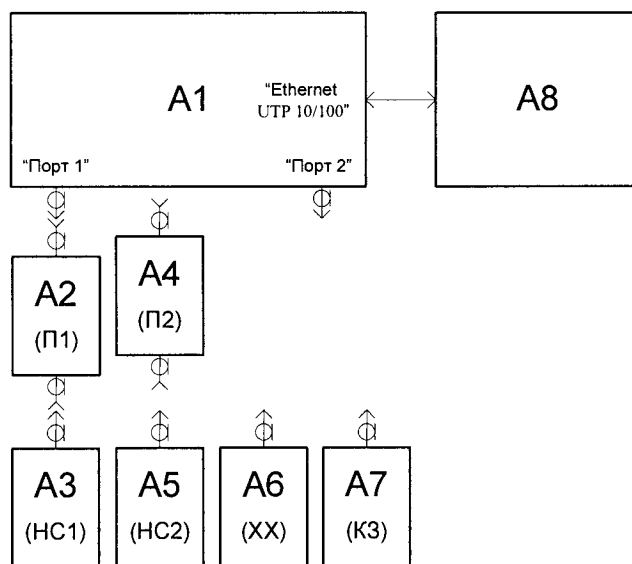 A1
“Ethernet
UTP 10/100”
A8
“Порт 1”
“Порт 2”
A2
(П1)
A4
(П2)
A3
(НС1)
A5
(НС2)
A6
(ХХ)
A7
(КЗ)